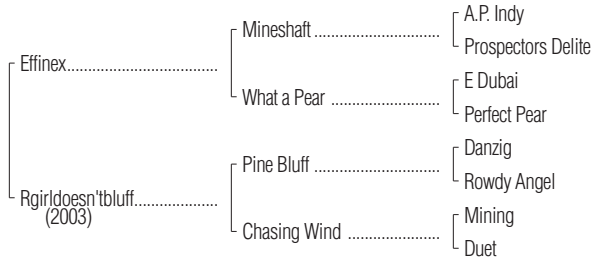 A.P. Indy
Mineshaft ........................................
Prospectors Delite
Effinex................................................
E Dubai
What a Pear ...................................
Perfect Pear
Danzig
Pine Bluff ........................................
Rowdy Angel
Rgirldoesn'tbluff..........................
(2003)
Mining
Chasing Wind .............................
Duet